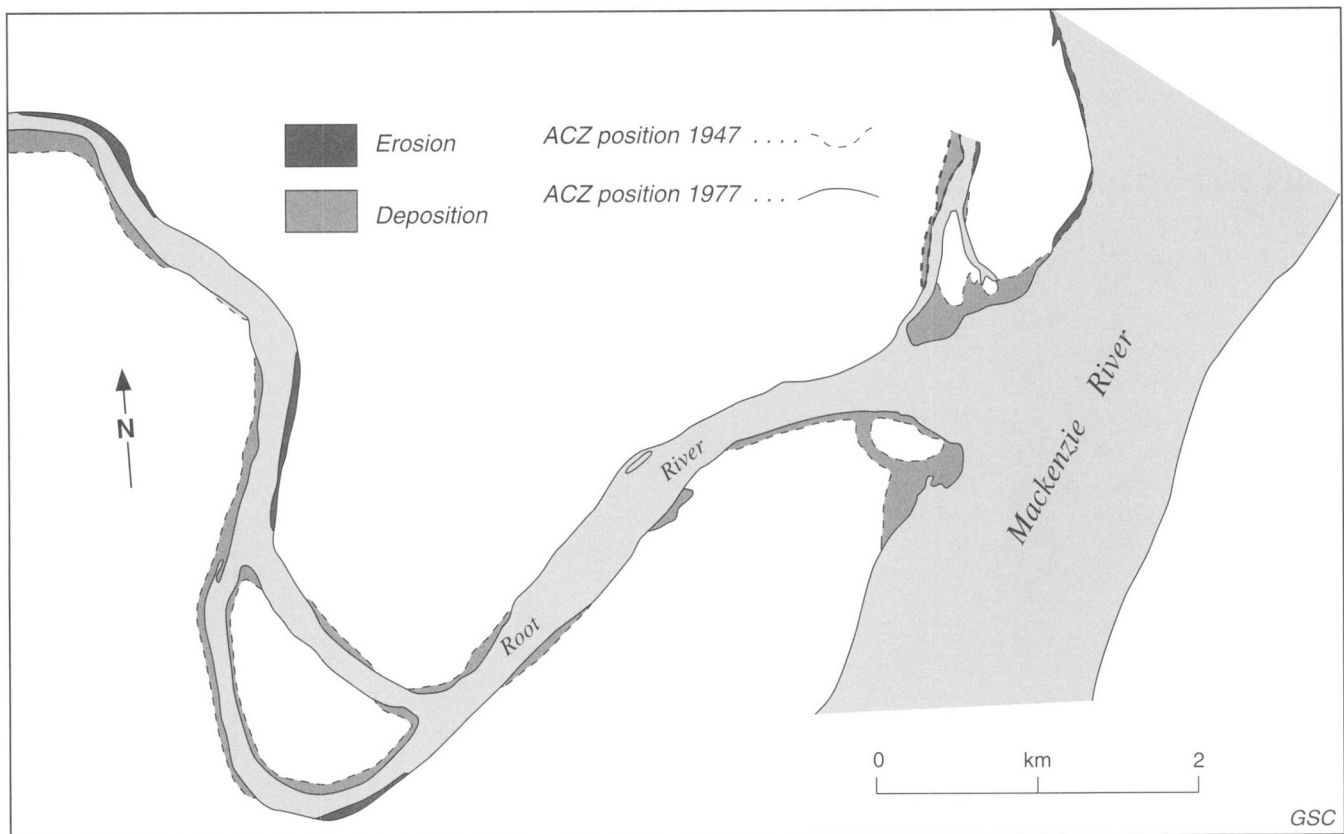 Erosion
ACZ position 1947 ....
Deposition
ACZ position 1977 ...
N
River
Root
Mackenzie River
0 km 2
GSC